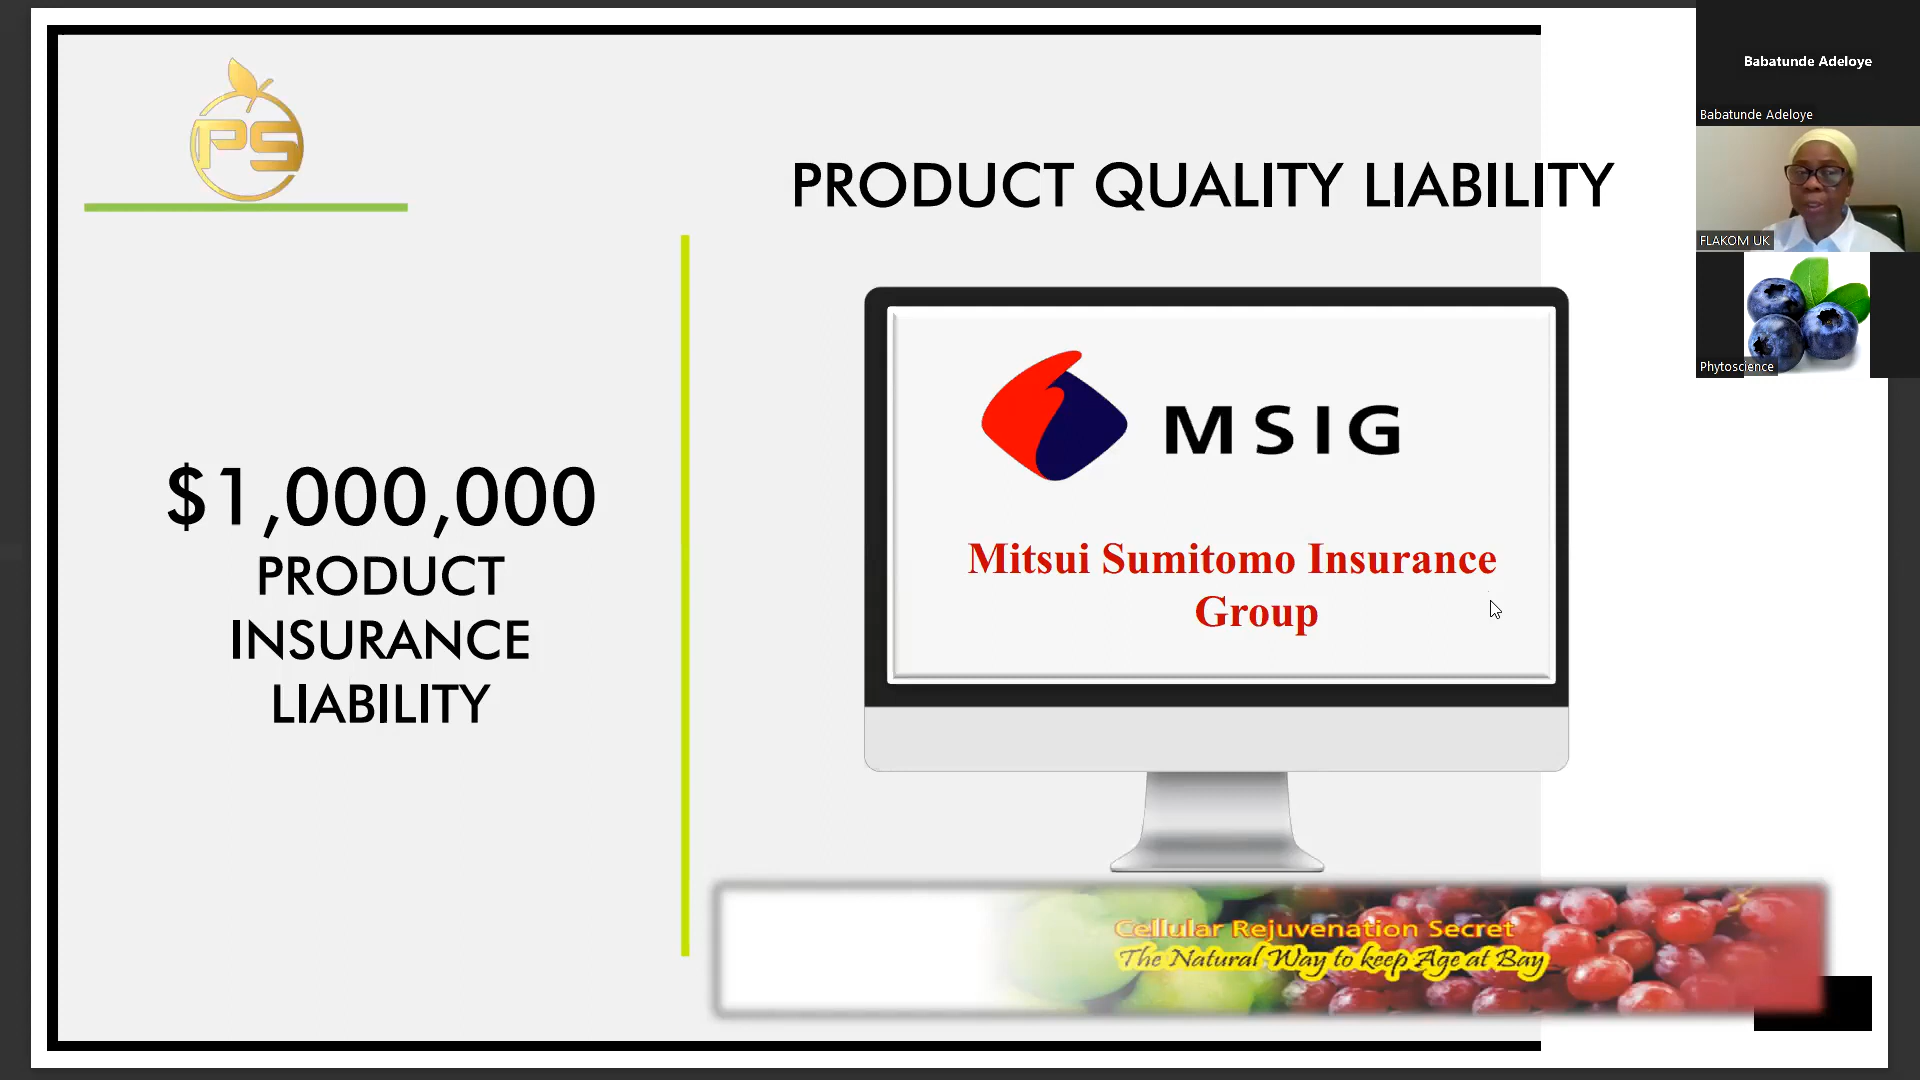 PS
PRODUCT QUALITY LIABILITY
$1,000,000
PRODUCT
INSURANCE
LIABILITY
MSIG
Mitsui Sumitomo Insurance
Group
Cellular Rejuvenation Secret
The Natural Way to keep Age at Bay
Babatunde Adeloye
Babatunde Adeloye
FLAKOM UK
Phytoscience